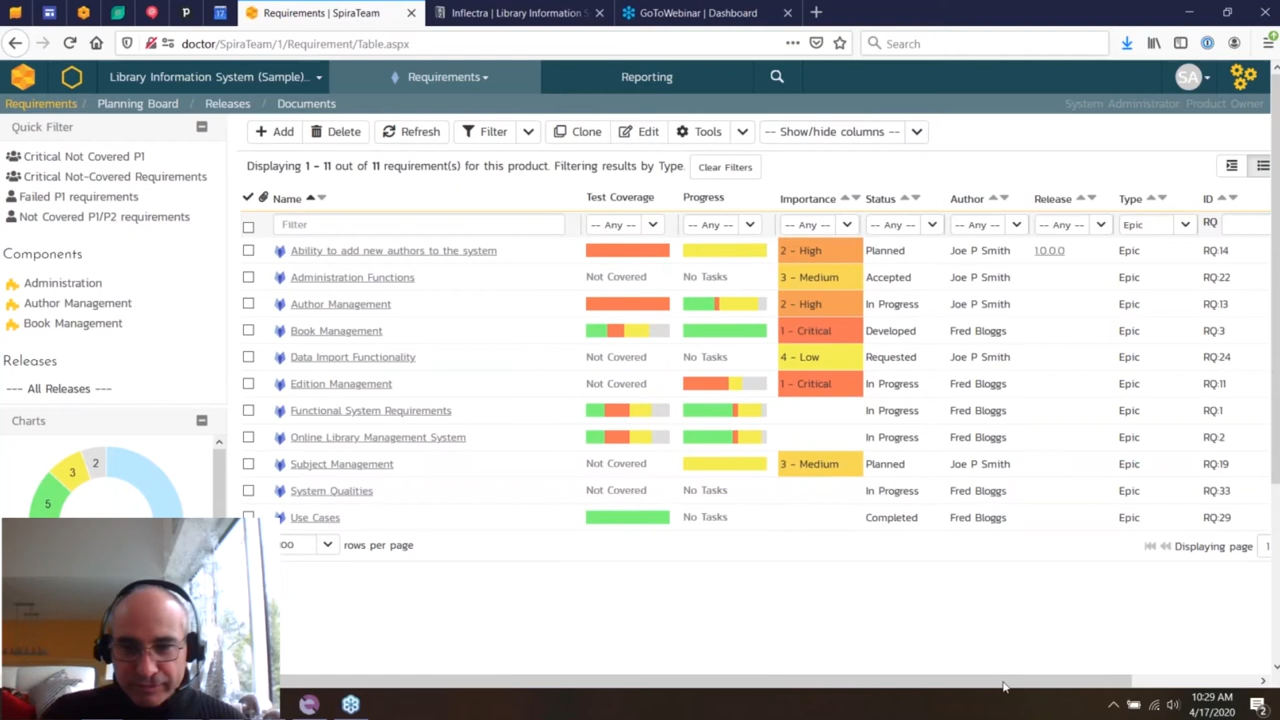 Requirements | SpiraTeam
Inflectra | Library Information S
GoToWebinar | Dashboard
doctor/SpiraTeam/1/Requirement/Table.aspx
Search
Library Information System (Sample)...
Requirements
Reporting
SA
Requirements / Planning Board / Releases / Documents
System Administrator Product Owner
Quick Filter
Critical Not Covered P1
Critical Not-Covered Requirements
Failed P1 requirements
Not Covered P1/P2 requirements
Components
Administration
Author Management
Book Management
Releases
--- All Releases ---
Charts
2
3
5
Add Delete Refresh Filter Clone Edit Tools -- Show/hide columns --
Displaying 1 - 11 out of 11 requirement(s) for this product. Filtering results by Type. Clear Filters
Name Test Coverage Progress Importance Status Author Release Type ID
Filter -- Any -- -- Any -- -- Any -- -- Any -- -- Any -- -- Any -- Epic RQ
Ability to add new authors to the system 2 - High Planned Joe P Smith 1.0.0.0 Epic RQ:14
Administration Functions Not Covered No Tasks 3 - Medium Accepted Joe P Smith Epic RQ:22
Author Management 2 - High In Progress Joe P Smith Epic RQ:13
Book Management 1 - Critical Developed Fred Bloggs Epic RQ:3
Data Import Functionality Not Covered No Tasks 4 - Low Requested Joe P Smith Epic RQ:24
Edition Management Not Covered 1 - Critical In Progress Fred Bloggs Epic RQ:11
Functional System Requirements In Progress Fred Bloggs Epic RQ:1
Online Library Management System In Progress Fred Bloggs Epic RQ:2
Subject Management Not Covered 3 - Medium Planned Joe P Smith Epic RQ:19
System Qualities Not Covered No Tasks In Progress Fred Bloggs Epic RQ:33
Use Cases No Tasks Completed Fred Bloggs Epic RQ:29
00 rows per page
Displaying page 1
10:29 AM
4/17/2020
2